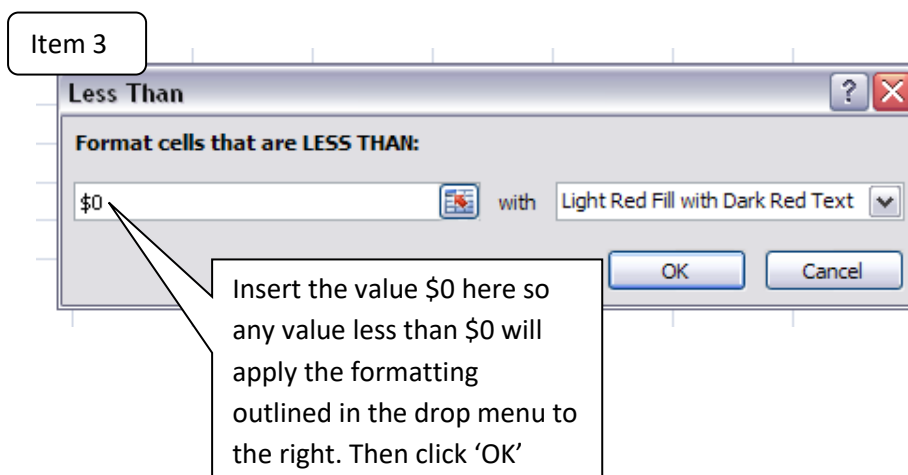 Item 3
Less Than
Format cells that are LESS THAN:
$0 with Light Red Fill with Dark Red Text
OK Cancel
Insert the value $0 here so
any value less than $0 will
apply the formatting
outlined in the drop menu to
the right. Then click ‘OK’